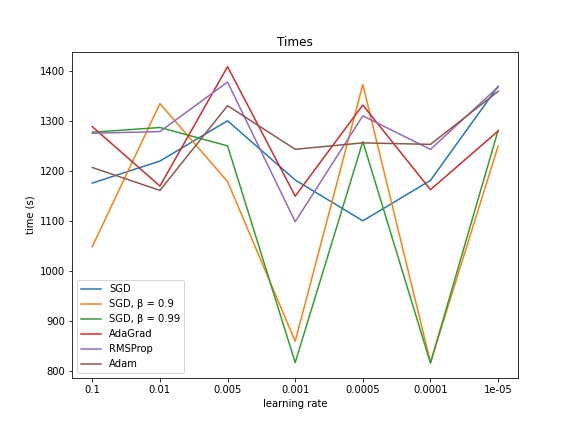 Times
time (s)
1400
1300
1200
1100
1000
900
800
SGD
SGD, β = 0.9
SGD, β = 0.99
AdaGrad
RMSProp
Adam
0.1 0.01 0.005 0.001 0.0005 0.0001 1e-05
learning rate